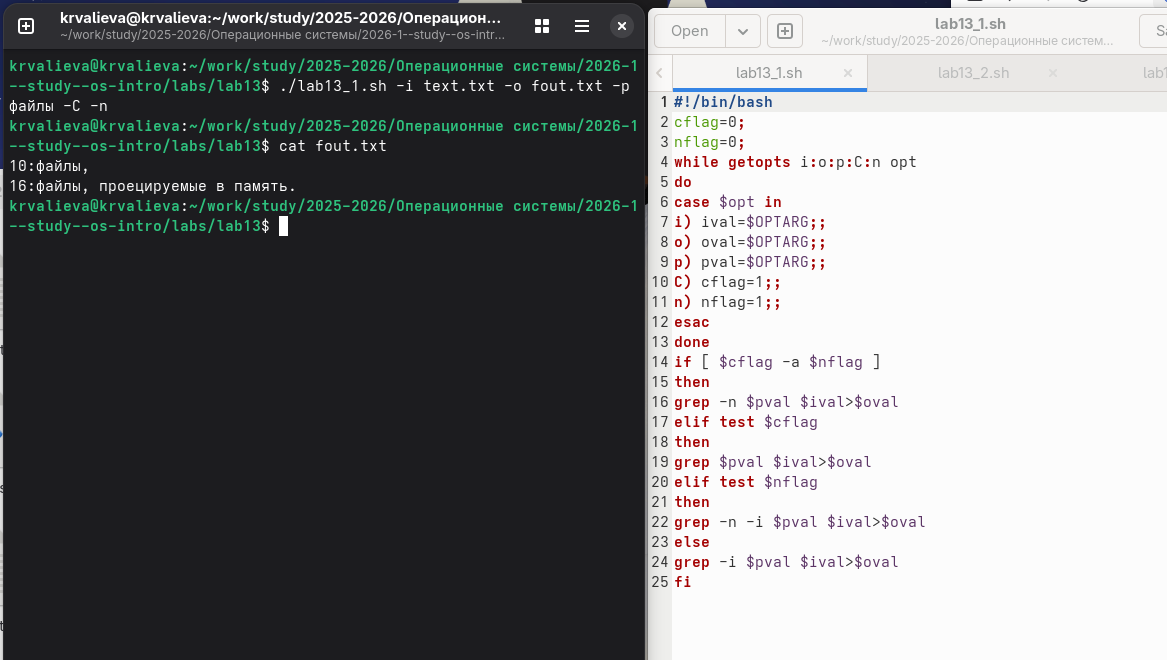 krvalieva@krvalieva:~/work/study/2025-2026/Операцион...
~/work/study/2025-2026/Операционные системы/2026-1--study--os-intr...
krvalieva@krvalieva:~/work/study/2025-2026/Операционные системы/2026-1
--study--os-intro/labs/lab13$ ./lab13_1.sh -i text.txt -o fout.txt -p
файлы -C -n
krvalieva@krvalieva:~/work/study/2025-2026/Операционные системы/2026-1
--study--os-intro/labs/lab13$ cat fout.txt
10:файлы,
16:файлы, проецируемые в память.
krvalieva@krvalieva:~/work/study/2025-2026/Операционные системы/2026-1
--study--os-intro/labs/lab13$
Open
lab13_1.sh
~/work/study/2025-2026/Операционные систем...
Sa
lab13_1.sh
lab13_2.sh
lab1
1 #!/bin/bash
2 cflag=0;
3 nflag=0;
4 while getopts i:o:p:C:n opt
5 do
6 case $opt in
7 i) ival=$OPTARG;;
8 o) oval=$OPTARG;;
9 p) pval=$OPTARG;;
10 C) cflag=1;;
11 n) nflag=1;;
12 esac
13 done
14 if [ $cflag -a $nflag ]
15 then
16 grep -n $pval $ival>$oval
17 elif test $cflag
18 then
19 grep $pval $ival>$oval
20 elif test $nflag
21 then
22 grep -n -i $pval $ival>$oval
23 else
24 grep -i $pval $ival>$oval
25 fi